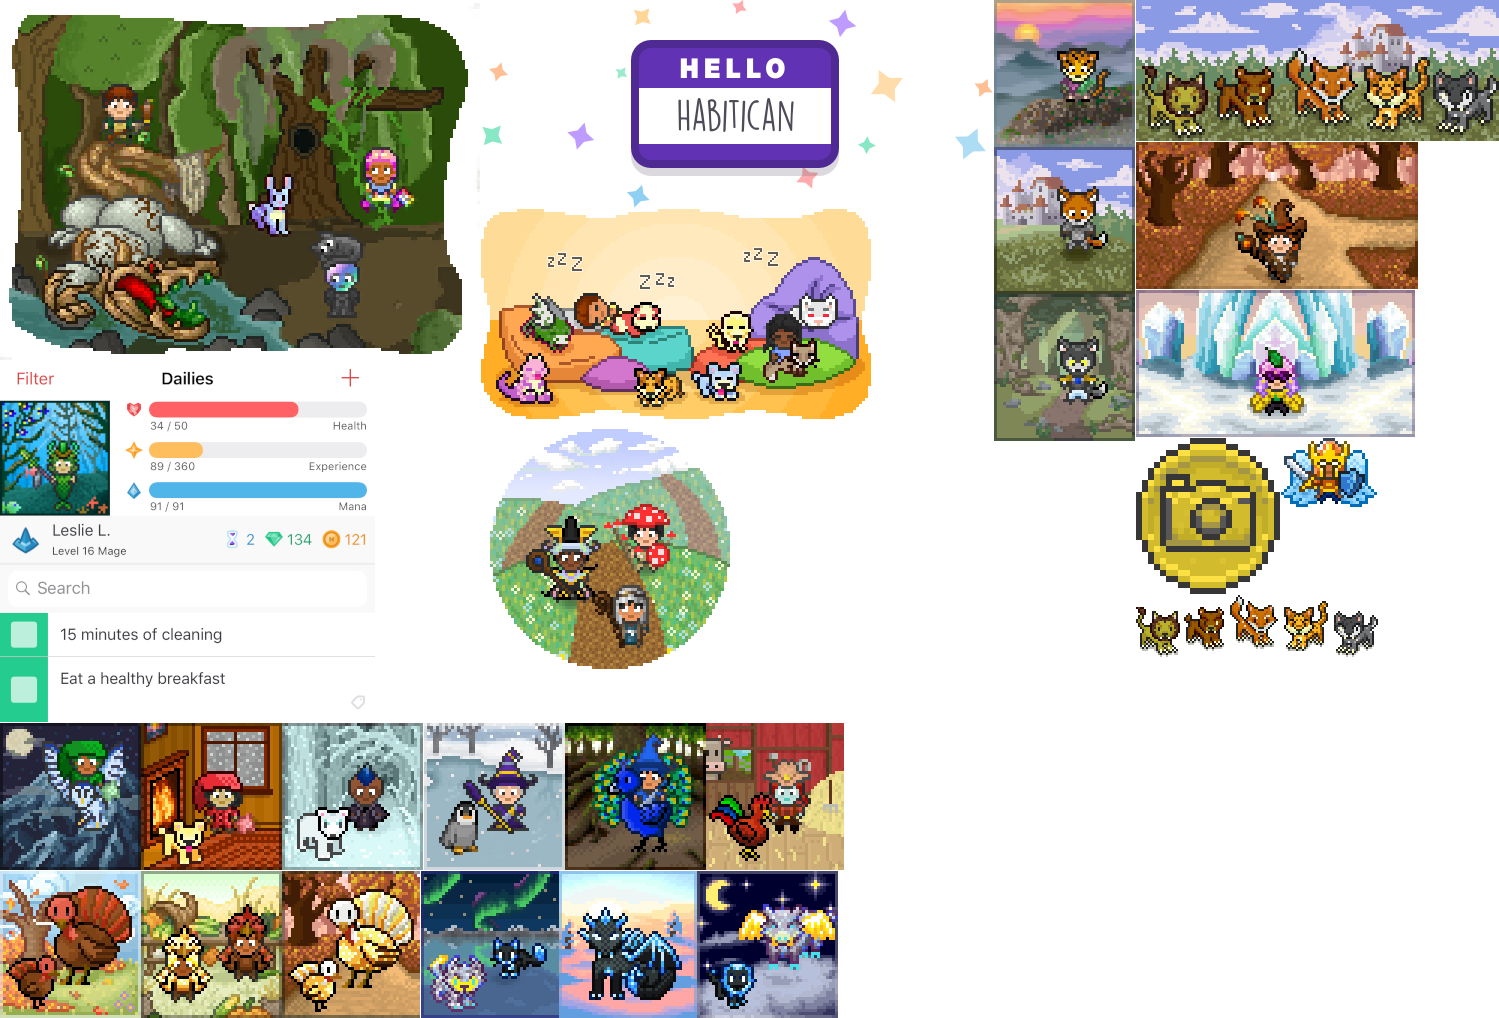 HELLO
HABITICAN
zzZ
ZZz
zzZ
Filter
Dailies
+
34 / 50
Health
89 / 360
Experience
91 / 91
Mana
Leslie L.
Level 16 Mage
2
134
121
Search
15 minutes of cleaning
Eat a healthy breakfast